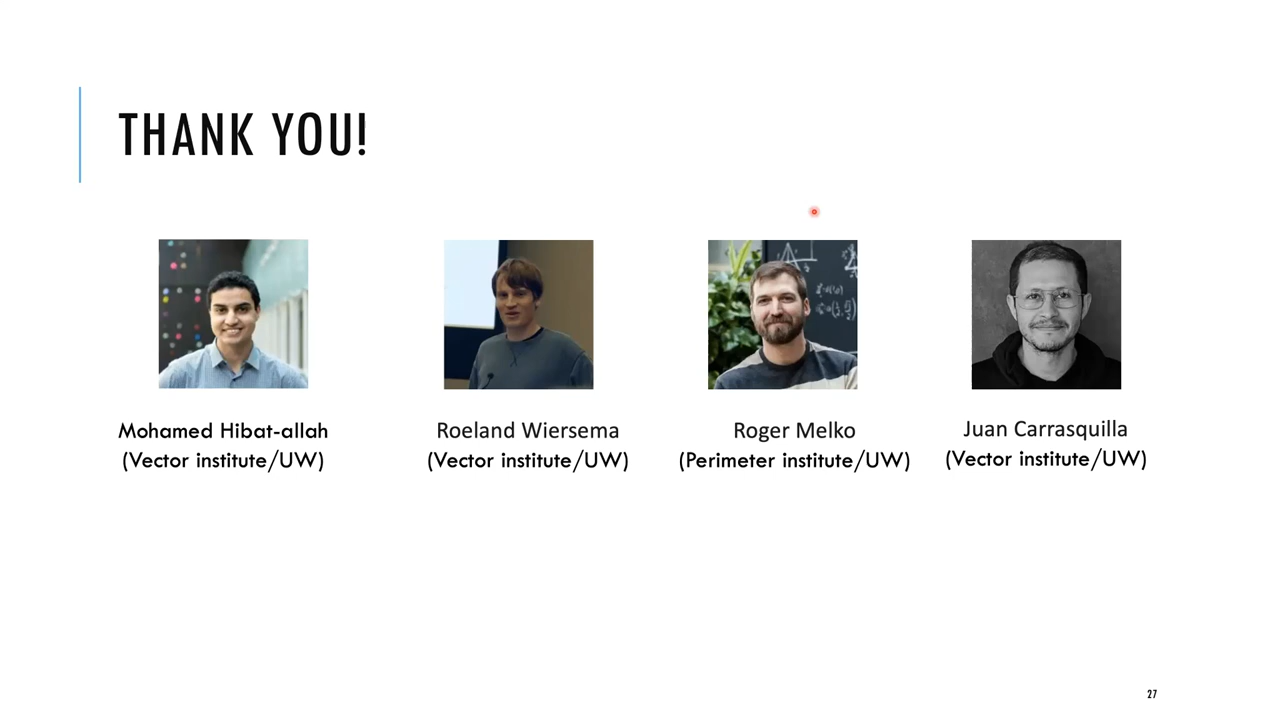 THANK YOU!
Mohamed Hibat-allah
(Vector institute/UW)
Roeland Wiersema
(Vector institute/UW)
Roger Melko
(Perimeter institute/UW)
Juan Carrasquilla
(Vector institute/UW)
27